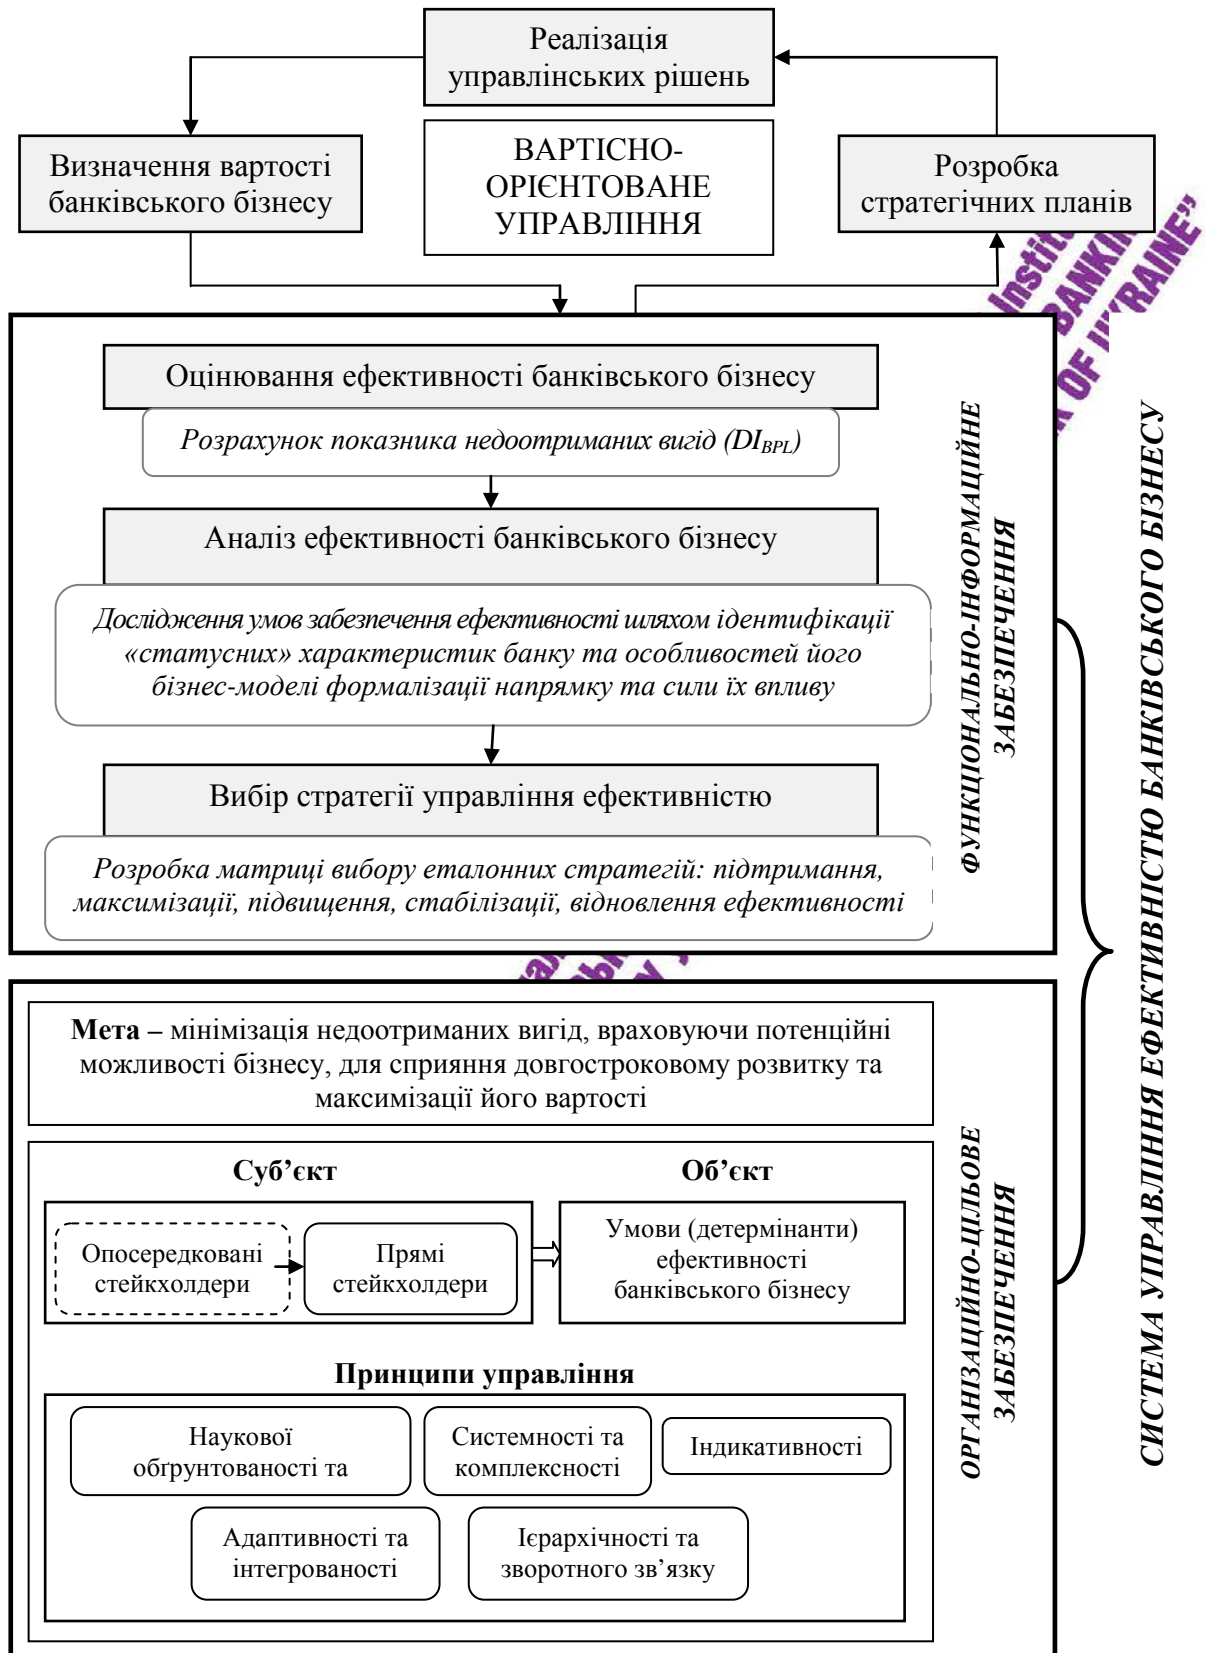 Реалізація
управлінських рішень
Визначення вартості
банківського бізнесу
ВАРТІСНО-
ОРІЄНТОВАНЕ
УПРАВЛІННЯ
Розробка
стратегічних планів
Institu
BANKIN
OF UKRAINE”
Оцінювання ефективності банківського бізнесу
Розрахунок показника недоотриманих вигід (DI_BPL)
Аналіз ефективності банківського бізнесу
Дослідження умов забезпечення ефективності шляхом ідентифікації
«статусних» характеристик банку та особливостей його
бізнес-моделі формалізації напрямку та сили їх впливу
Вибір стратегії управління ефективністю
Розробка матриці вибору еталонних стратегій: підтримання,
максимізації, підвищення, стабілізації, відновлення ефективності
ФУНКЦІОНАЛЬНО-ІНФОРМАЦІЙНЕ
ЗАБЕЗПЕЧЕННЯ
Мета – мінімізація недоотриманих вигід, враховуючи потенційні
можливості бізнесу, для сприяння довгостроковому розвитку та
максимізації його вартості
Суб’єкт
Об’єкт
Опосередковані
стейкхолдери
Прямі
стейкхолдери
Умови (детермінанти)
ефективності
банківського бізнесу
Принципи управління
Наукової
обґрунтованості та
Системності та
комплексності
Індикативності
Адаптивності та
інтегрованості
Ієрархічності та
зворотного зв’язку
ОРГАНІЗАЦІЙНО-ЦІЛЬОВЕ
ЗАБЕЗПЕЧЕННЯ
СИСТЕМА УПРАВЛІННЯ ЕФЕКТИВНІСТЮ БАНКІВСЬКОГО БІЗНЕСУ